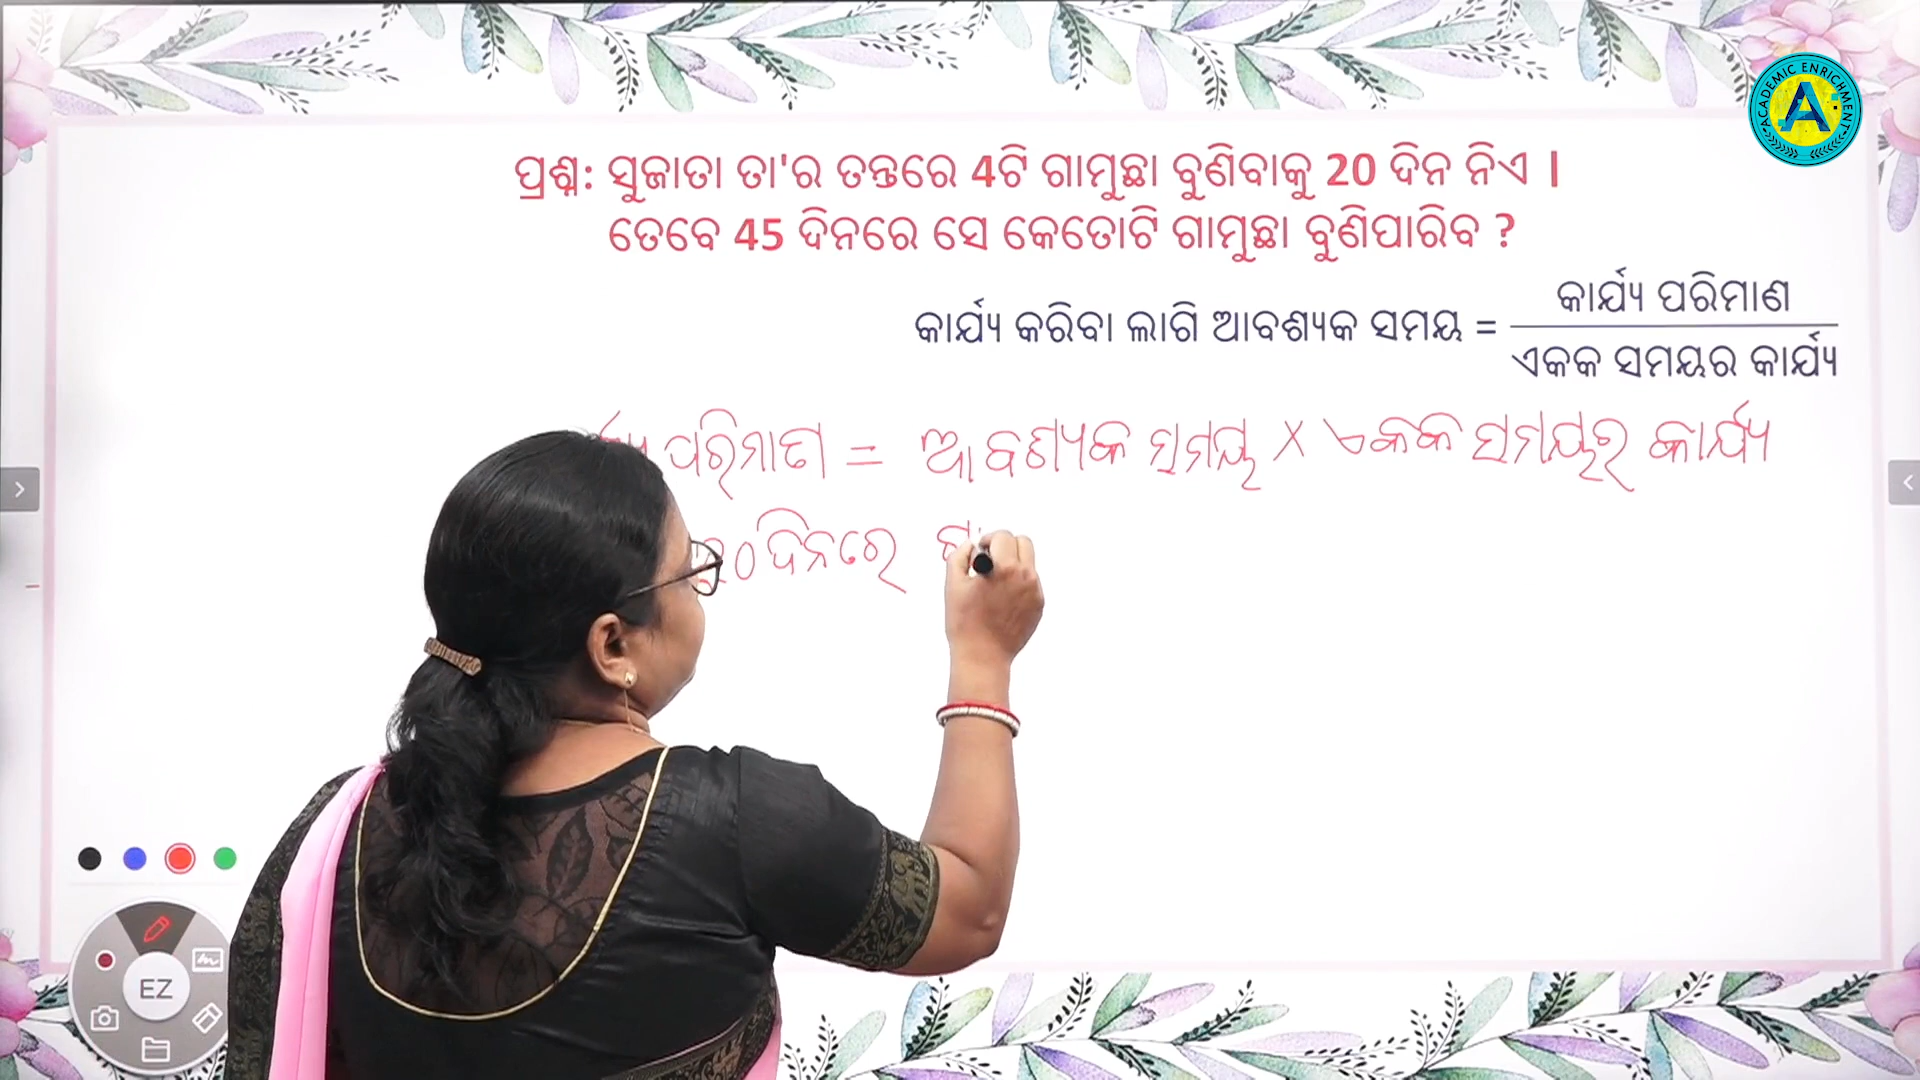 ACADEMIC ENRICHMENT
ପ୍ରଶ୍ନ: ସୁଜାତା ତା'ର ତନ୍ତରେ 4ଟି ଗାମୁଛା ବୁଣିବାକୁ 20 ଦିନ ନିଏ ।
ତେବେ 45 ଦିନରେ ସେ କେତୋଟି ଗାମୁଛା ବୁଣିପାରିବ ?
କାର୍ଯ୍ୟ ପରିମାଣ
କାର୍ଯ୍ୟ କରିବା ଲାଗି ଆବଶ୍ୟକ ସମୟ =
ଏକକ ସମୟର କାର୍ଯ୍ୟ
ପରିମାଣ = ଆବଶ୍ୟକ ସମୟ × ଏକକ ସମୟର କାର୍ଯ୍ୟ
ଦିନରେ
EZ